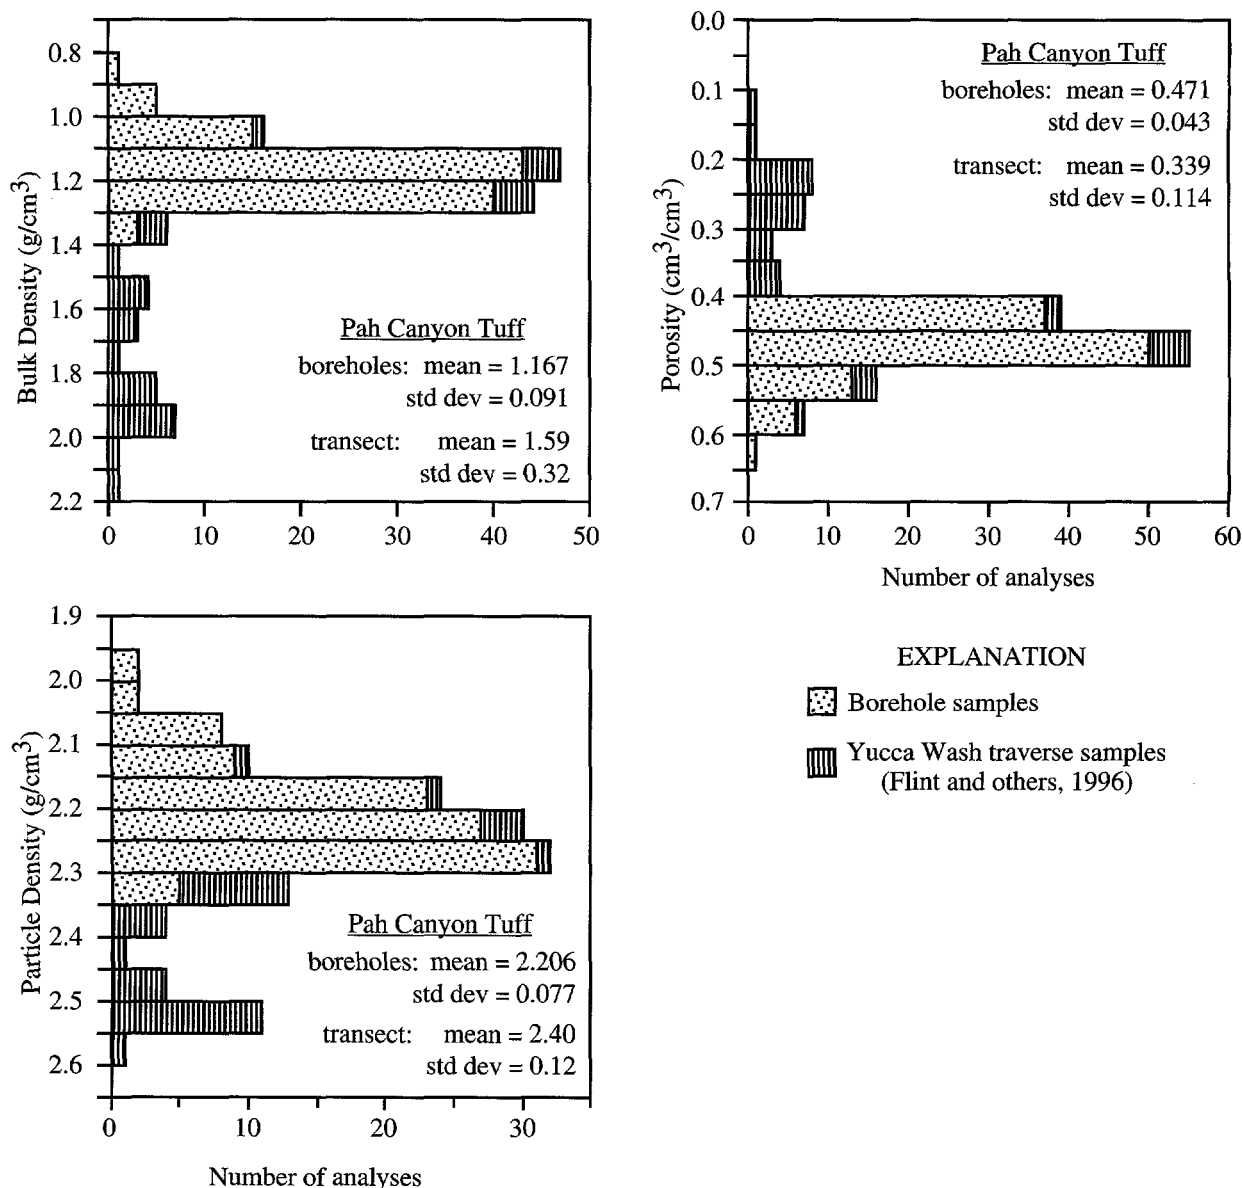 0.8
1.0
1.2
1.4
1.6
1.8
2.0
2.2
Bulk Density (g/cm3)
Pah Canyon Tuff
boreholes: mean = 1.167
std dev = 0.091
transect: mean = 1.59
std dev = 0.32
0 10 20 30 40 50
0.0
0.1
0.2
0.3
0.4
0.5
0.6
0.7
Porosity (cm3/cm3)
Pah Canyon Tuff
boreholes: mean = 0.471
std dev = 0.043
transect: mean = 0.339
std dev = 0.114
0 10 20 30 40 50 60
Number of analyses
1.9
2.0
2.1
2.2
2.3
2.4
2.5
2.6
Particle Density (g/cm3)
Pah Canyon Tuff
boreholes: mean = 2.206
std dev = 0.077
transect: mean = 2.40
std dev = 0.12
0 10 20 30
Number of analyses
EXPLANATION
Borehole samples
Yucca Wash traverse samples
(Flint and others, 1996)